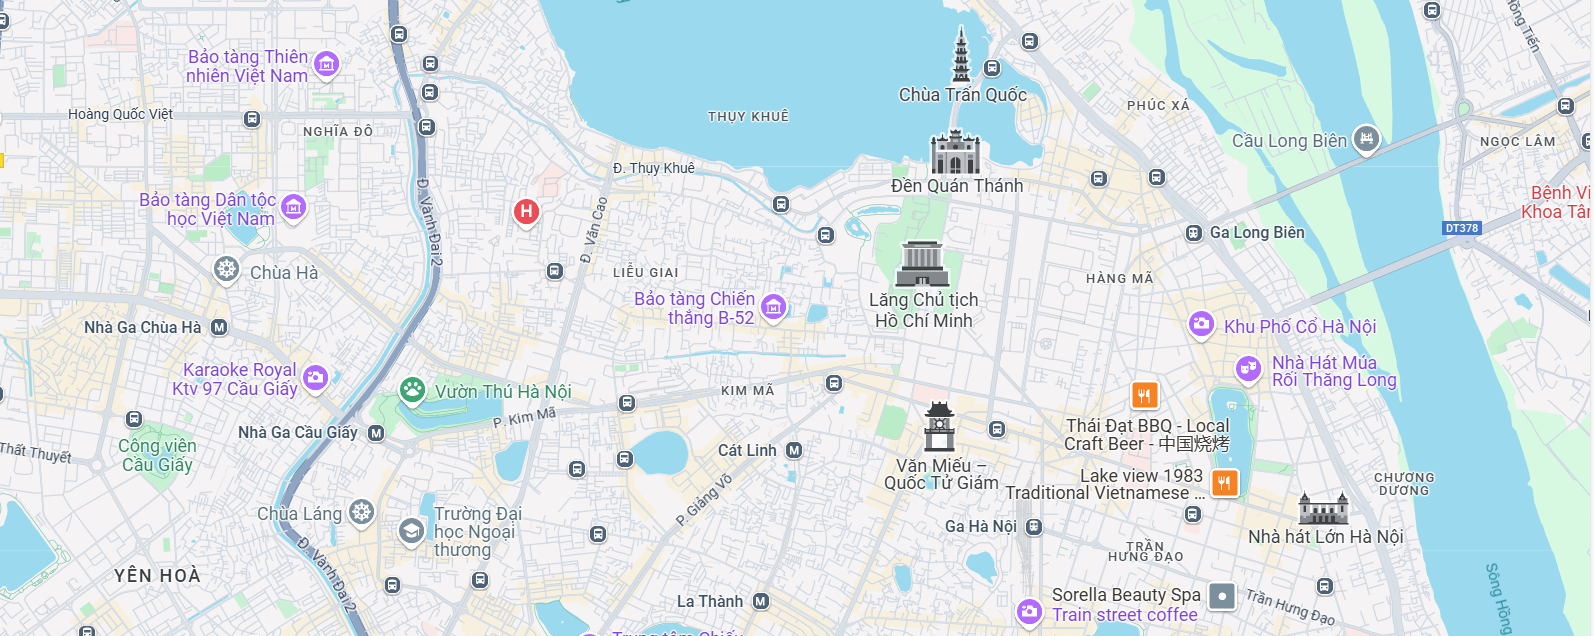 Bảo tàng Thiên
nhiên Việt Nam
Hồng Tiến
Chùa Trấn Quốc
Hoàng Quốc Việt
NGHĨA ĐÔ
THỤY KHUÊ
PHÚC XÁ
Cầu Long Biên
NGỌC LÂM
Đ. Thụy Khuê
Đền Quán Thánh
Bảo tàng Dân tộc
học Việt Nam
Đ. Vành Đai 2
H
Đ. Văn Cao
Bệnh Vi
Khoa Tâ
DT378
Ga Long Biên
Chùa Hà
LIỄU GIAI
HÀNG MÃ
Bảo tàng Chiến
thắng B-52
Lăng Chủ tịch
Hồ Chí Minh
Nhà Ga Chùa Hà
M
Khu Phố Cổ Hà Nội
Karaoke Royal
Ktv 97 Cầu Giấy
Nhà Hát Múa
Rối Thăng Long
Vườn Thú Hà Nội
KIM MÃ
P. Kim Mã
Nhà Ga Cầu Giấy
M
Thái Đạt BBQ - Local
Craft Beer - 中国烧烤
Công viên
Cầu Giấy
Thất Thuyết
Cát Linh
M
Văn Miếu –
Quốc Tử Giám
Lake view 1983
Traditional Vietnamese ...
CHƯƠNG
DƯƠNG
P. Giảng Võ
Chùa Láng
Trường Đại
học Ngoại
thương
Ga Hà Nội
Nhà hát Lớn Hà Nội
TRẦN
HƯNG ĐẠO
Đ. Vành Đai 2
YÊN HOÀ
La Thành
M
Sorella Beauty Spa
Train street coffee
Trần Hưng Đạo
Sông Hồng
Trung tâm Chiếu